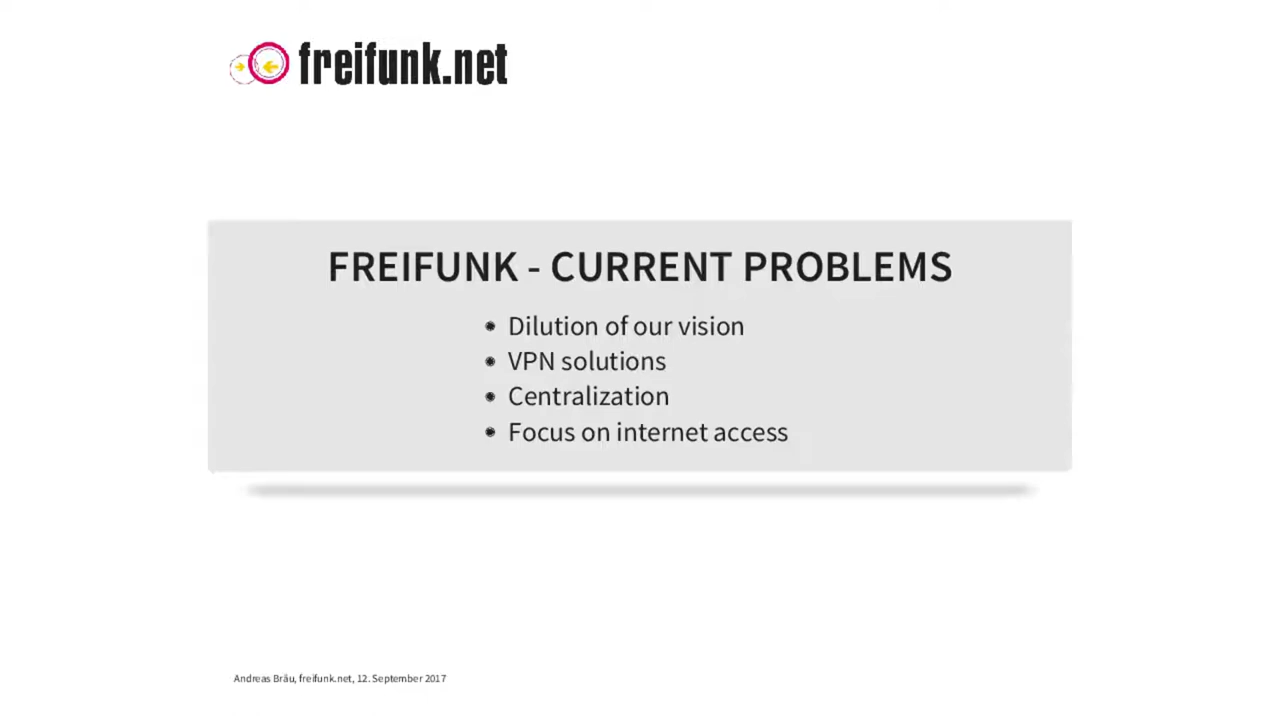 freifunk.net
FREIFUNK - CURRENT PROBLEMS
Dilution of our vision
VPN solutions
Centralization
Focus on internet access
Andreas Bräu, freifunk.net, 12. September 2017